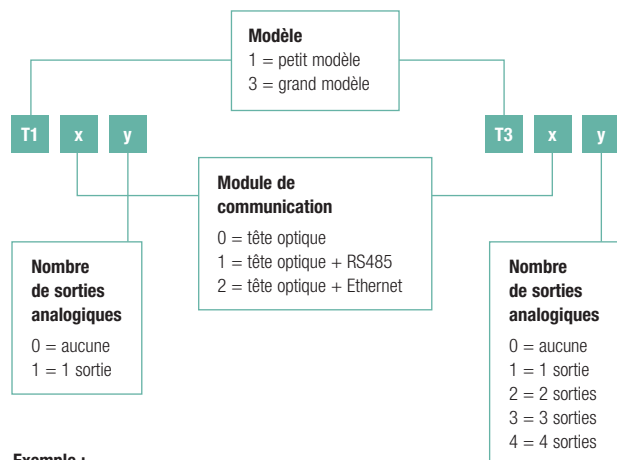 Modèle
1 = petit modèle
3 = grand modèle
T1 x y
T3 x y
Module de
communication
0 = tête optique
1 = tête optique + RS485
2 = tête optique + Ethernet
Nombre
de sorties
analogiques
0 = aucune
1 = 1 sortie
Nombre
de sorties
analogiques
0 = aucune
1 = 1 sortie
2 = 2 sorties
3 = 3 sorties
4 = 4 sorties
Exemple :